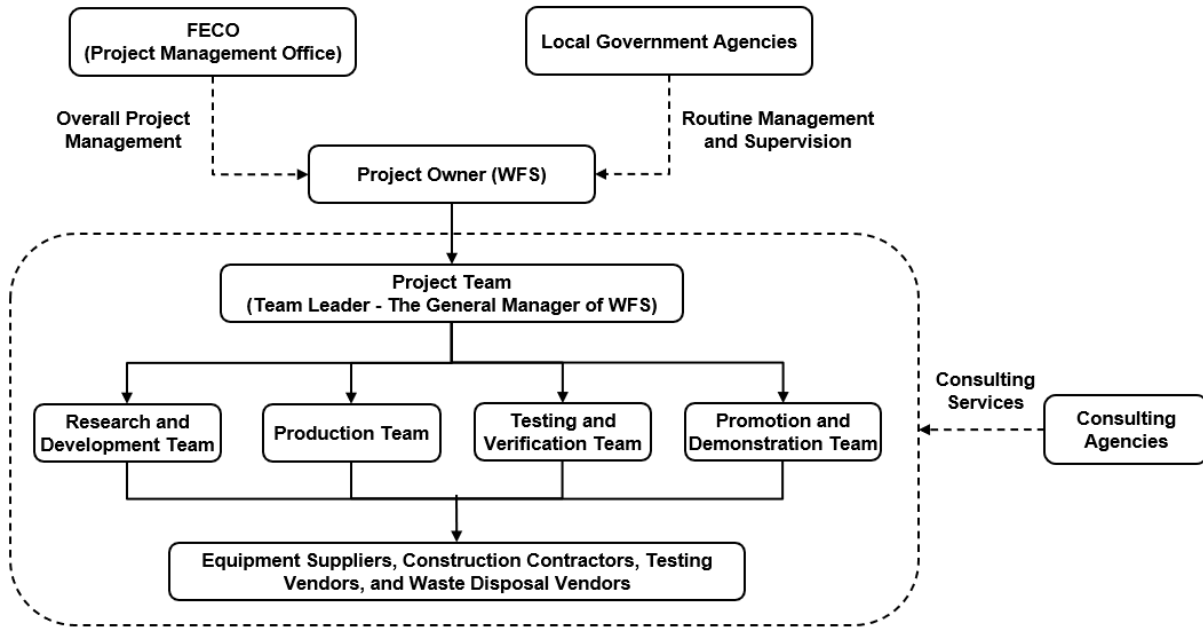 FECO
(Project Management Office)
Local Government Agencies
Overall Project
Management
Routine Management
and Supervision
Project Owner (WFS)
Project Team
(Team Leader - The General Manager of WFS)
Research and
Development Team
Production Team
Testing and
Verification Team
Promotion and
Demonstration Team
Consulting
Services
Consulting
Agencies
Equipment Suppliers, Construction Contractors, Testing
Vendors, and Waste Disposal Vendors